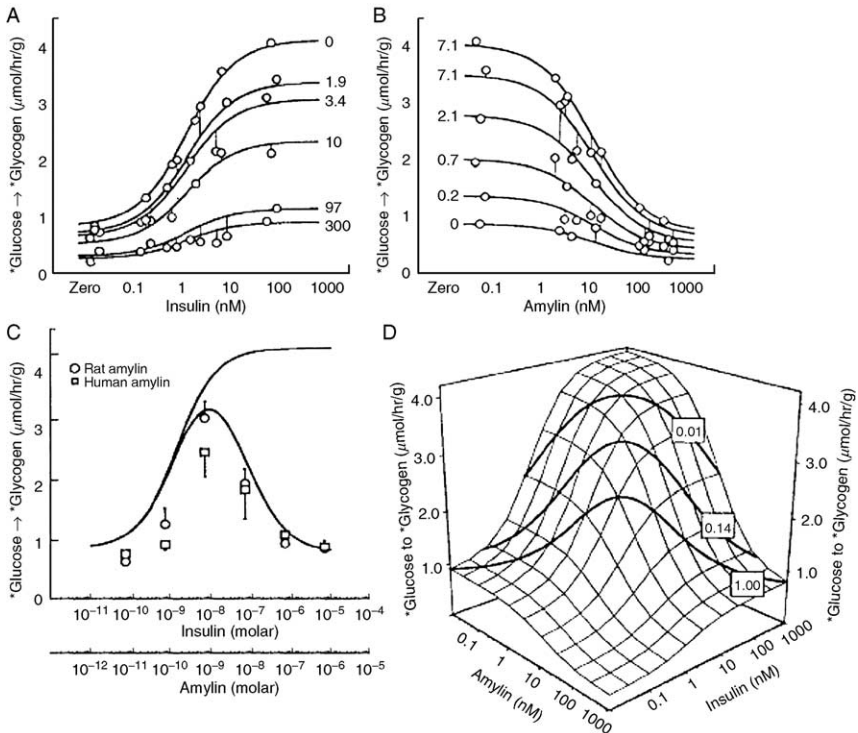 A
*Glucose → *Glycogen (μmol/hr/g)
4
3
2
1
0
0
1.9
3.4
10
97
300
Zero 0.1 1 10 100 1000
Insulin (nM)
B
*Glucose → *Glycogen (μmol/hr/g)
4
3
2
1
0
7.1
7.1
2.1
0.7
0.2
0
Zero 0.1 1 10 100 1000
Amylin (nM)
C
*Glucose → *Glycogen (μmol/hr/g)
4
3
2
1
0
Rat amylin
Human amylin
10⁻¹¹ 10⁻¹⁰ 10⁻⁹ 10⁻⁸ 10⁻⁷ 10⁻⁶ 10⁻⁵ 10⁻⁴
Insulin (molar)
10⁻¹² 10⁻¹¹ 10⁻¹⁰ 10⁻⁹ 10⁻⁸ 10⁻⁷ 10⁻⁶ 10⁻⁵
Amylin (molar)
D
*Glucose to *Glycogen (μmol/hr/g)
4.0
3.0
2.0
1.0
0.01
0.14
1.00
4.0
3.0
2.0
1.0
*Glucose to *Glycogen (μmol/hr/g)
0.1 1 10 100 1000
Amylin (nM)
0.1 1 10 100 1000
Insulin (nM)